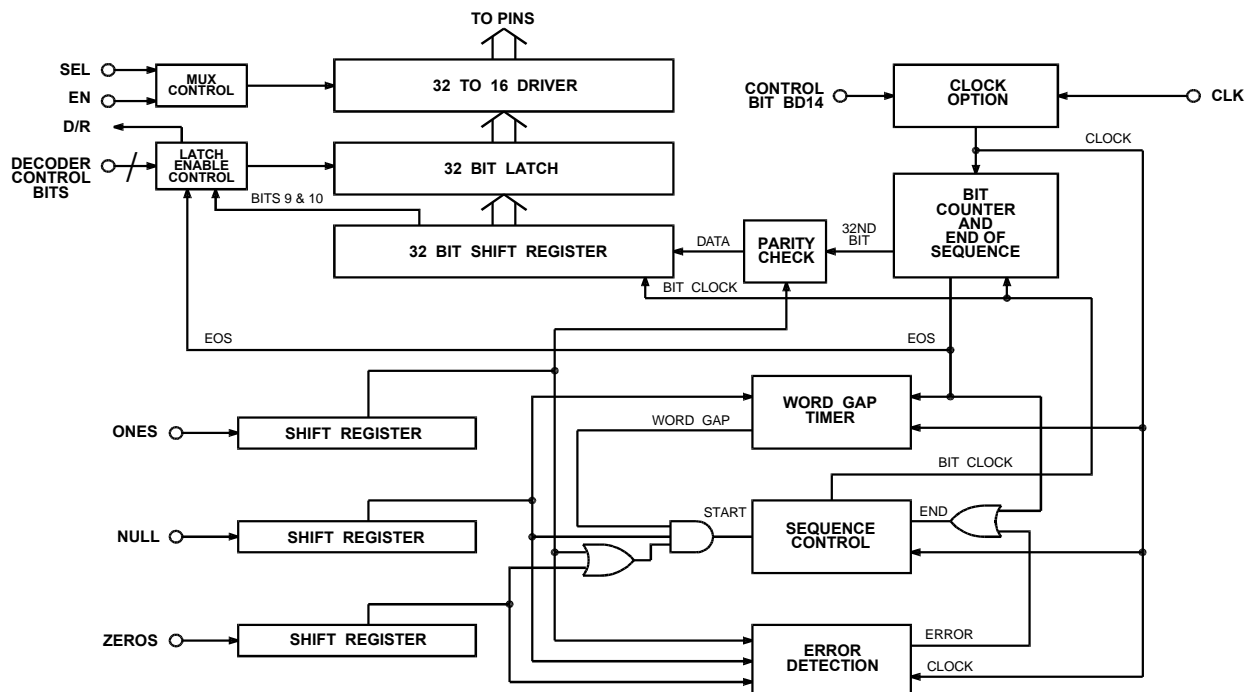 TO PINS
SEL
MUX
CONTROL
32 TO 16 DRIVER
EN
CONTROL
BIT BD14
CLOCK
OPTION
CLK
D/R
DECODER
CONTROL
BITS
LATCH
ENABLE
CONTROL
32 BIT LATCH
CLOCK
BITS 9 & 10
BIT
COUNTER
AND
END OF
SEQUENCE
32 BIT SHIFT REGISTER
DATA
PARITY
CHECK
32ND
BIT
BIT CLOCK
EOS
EOS
WORD GAP
TIMER
ONES
SHIFT REGISTER
WORD GAP
BIT CLOCK
START
SEQUENCE
CONTROL
END
NULL
SHIFT REGISTER
ZEROS
SHIFT REGISTER
ERROR
DETECTION
ERROR
CLOCK